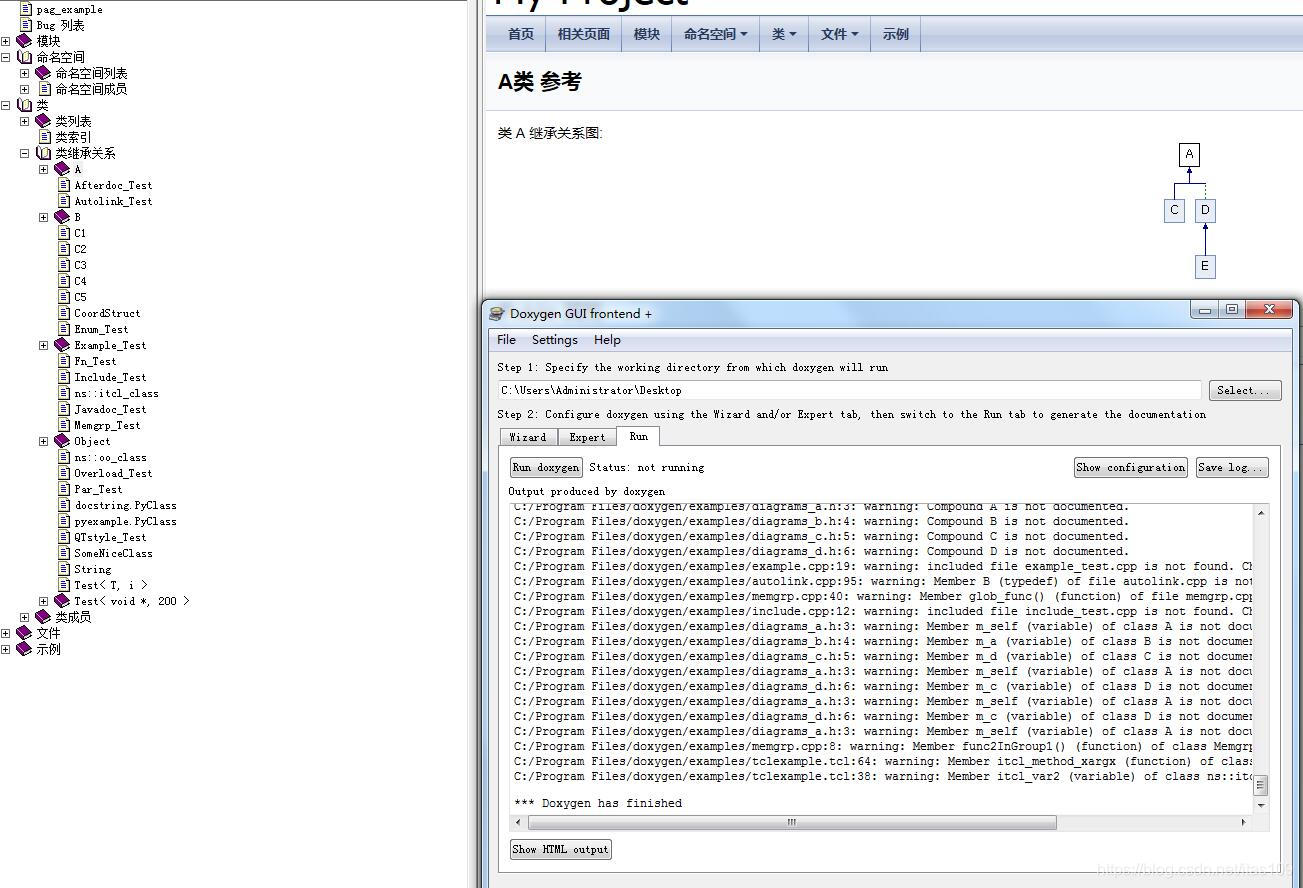 pag_example
Bug 列表
模块
命名空间
命名空间列表
命名空间成员
类
类列表
类索引
类继承关系
A
Afterdoc_Test
Autolink_Test
B
C1
C2
C3
C4
C5
CoordStruct
Enum_Test
Example_Test
Fn_Test
Include_Test
ns::itcl_class
Javadoc_Test
Memgrp_Test
Object
ns::oo_class
Overload_Test
Par_Test
docstring.PyClass
pyexample.PyClass
QTstyle_Test
SomeNiceClass
String
Test< T, i >
Test< void *, 200 >
类成员
文件
示例
My Project
首页 相关页面 模块 命名空间 类 文件 示例
A类 参考
类 A 继承关系图:
A
C D
E
Doxygen GUI frontend +
File Settings Help
Step 1: Specify the working directory from which doxygen will run
C:\Users\Administrator\Desktop Select...
Step 2: Configure doxygen using the Wizard and/or Expert tab, then switch to the Run tab to generate the documentation
Wizard Expert Run
Run doxygen Status: not running Show configuration Save log...
Output produced by doxygen
C:/Program Files/doxygen/examples/diagrams_a.h:3: warning: Compound A is not documented.
C:/Program Files/doxygen/examples/diagrams_b.h:4: warning: Compound B is not documented.
C:/Program Files/doxygen/examples/diagrams_c.h:5: warning: Compound C is not documented.
C:/Program Files/doxygen/examples/diagrams_d.h:6: warning: Compound D is not documented.
C:/Program Files/doxygen/examples/example.cpp:19: warning: included file example_test.cpp is not found. Ch
C:/Program Files/doxygen/examples/autolink.cpp:95: warning: Member B (typedef) of file autolink.cpp is not
C:/Program Files/doxygen/examples/memgrp.cpp:40: warning: Member glob_func() (function) of file memgrp.cpp
C:/Program Files/doxygen/examples/include.cpp:12: warning: included file include_test.cpp is not found. Ch
C:/Program Files/doxygen/examples/diagrams_a.h:3: warning: Member m_self (variable) of class A is not docu
C:/Program Files/doxygen/examples/diagrams_b.h:4: warning: Member m_a (variable) of class B is not documen
C:/Program Files/doxygen/examples/diagrams_c.h:5: warning: Member m_d (variable) of class C is not documen
C:/Program Files/doxygen/examples/diagrams_a.h:3: warning: Member m_self (variable) of class A is not docu
C:/Program Files/doxygen/examples/diagrams_d.h:6: warning: Member m_c (variable) of class D is not documen
C:/Program Files/doxygen/examples/diagrams_a.h:3: warning: Member m_self (variable) of class A is not docu
C:/Program Files/doxygen/examples/diagrams_d.h:6: warning: Member m_c (variable) of class D is not documen
C:/Program Files/doxygen/examples/diagrams_a.h:3: warning: Member m_self (variable) of class A is not docu
C:/Program Files/doxygen/examples/memgrp.cpp:8: warning: Member func2InGroup1() (function) of class Memgrp
C:/Program Files/doxygen/examples/tclexample.tcl:64: warning: Member itcl_method_xargx (function) of class
C:/Program Files/doxygen/examples/tclexample.tcl:38: warning: Member itcl_var2 (variable) of class ns::itc
*** Doxygen has finished
Show HTML output